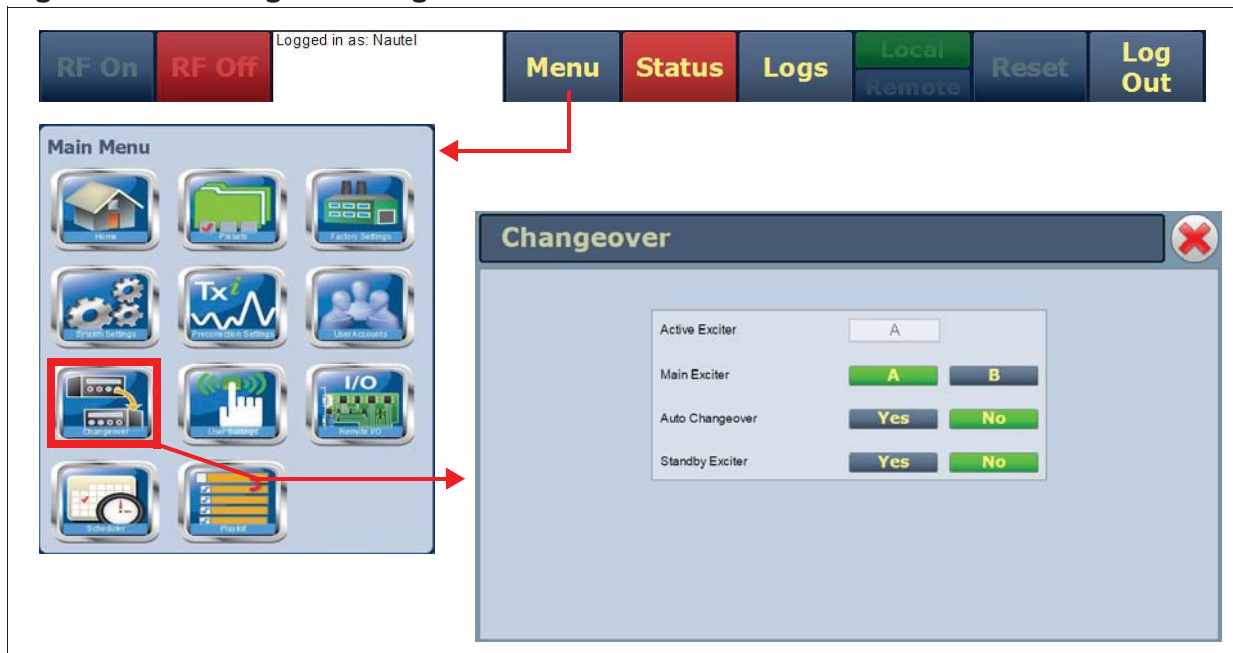 RF On
RF Off
Logged in as: Nautel
Menu
Status
Logs
Local
Remote
Reset
Log
Out
Main Menu
Home
Presets
Factory Settings
System Settings
Tx i
Precorrection Settings
User Accounts
Changeover
User Settings
I/O
Remote I/O
Scheduler
Playlist
Changeover
Active Exciter A
Main Exciter A B
Auto Changeover Yes No
Standby Exciter Yes No